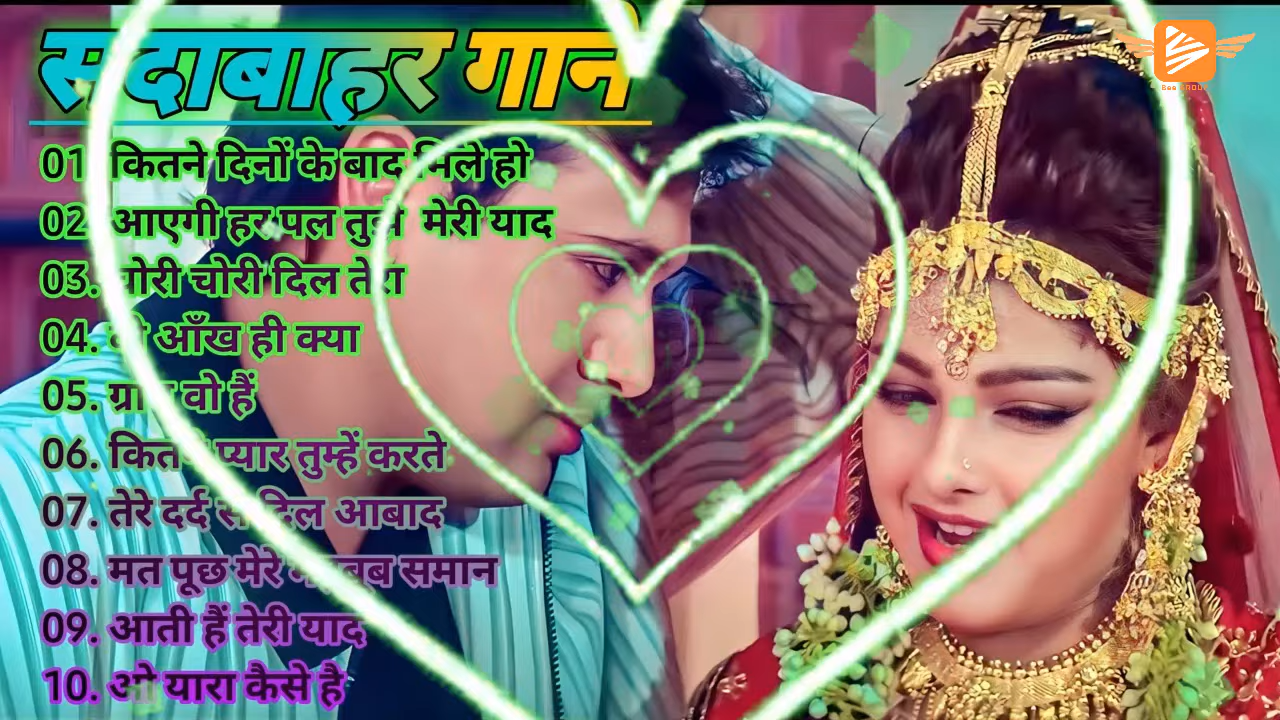 सदाबाहर गाने
01. कितने दिनों के बाद मिले हो
02. आएगी हर पल तुझे मेरी याद
03. चोरी चोरी दिल तेरा
04. आँख ही क्या
05. वो हैं
06. प्यार तुम्हें करते
07. तेरे दर्द से दिल आबाद
08. मत पूछ मेरे महबूब समान
09. आती हैं तेरी याद
10. ओ यारा कैसे है